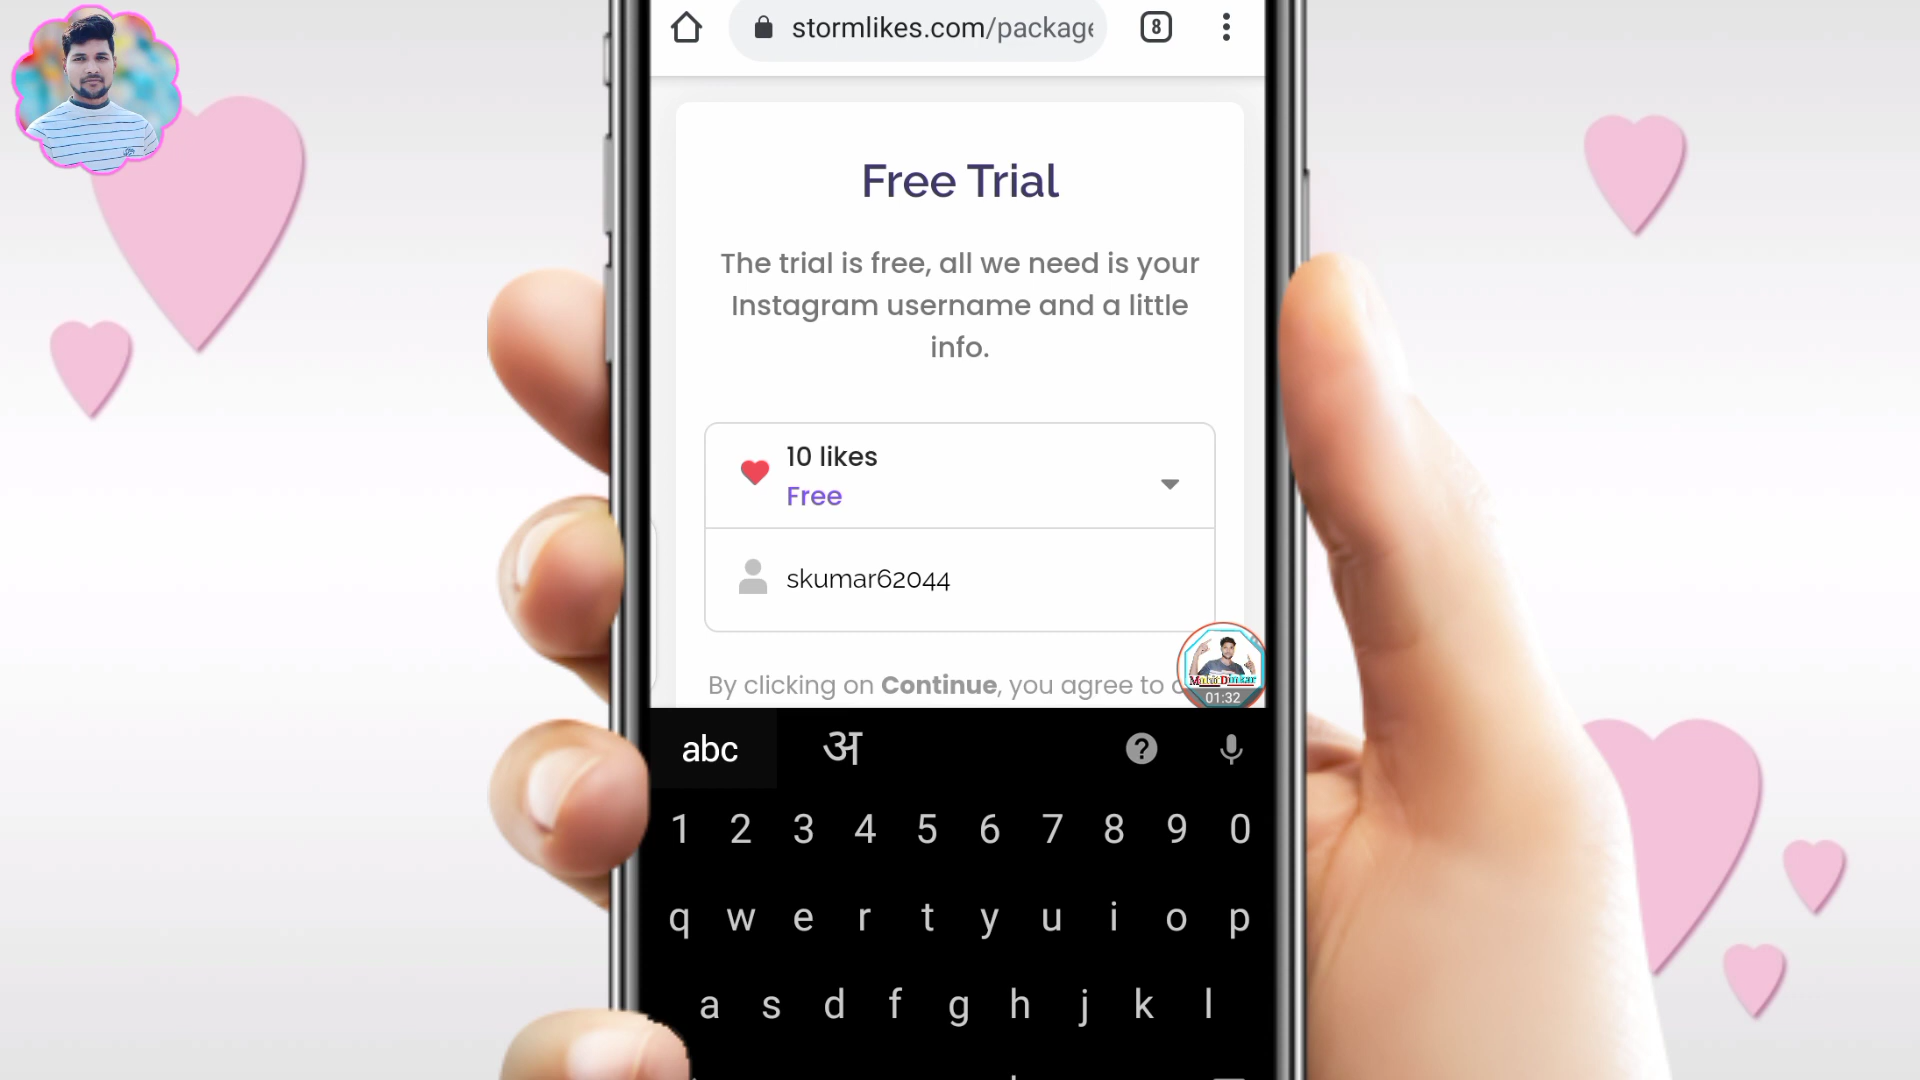 stormlikes.com/package
8
Free Trial
The trial is free, all we need is your
Instagram username and a little
info.
10 likes
Free
skumar62044
By clicking on Continue, you agree to
01:32
abc अ
1 2 3 4 5 6 7 8 9 0
q w e r t y u i o p
a s d f g h j k l